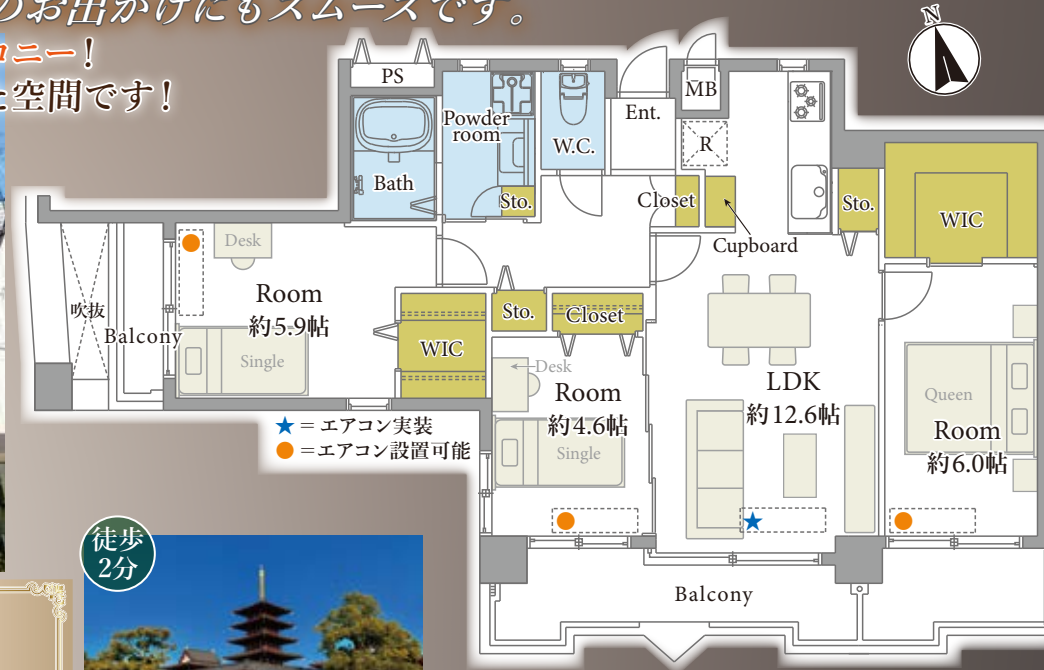 のお出かけにもスムーズです。
ロニー！
た空間です！
N
PS
MB
Powder
room
W.C.
Ent.
R
Bath
Sto.
Closet
Sto.
WIC
Cupboard
Desk
Room
約5.9帖
吹抜
Balcony
Single
WIC
Sto.
Closet
Desk
Room
約4.6帖
Single
LDK
約12.6帖
Queen
Room
約6.0帖
★＝エアコン実装
●＝エアコン設置可能
Balcony
徒歩
2分